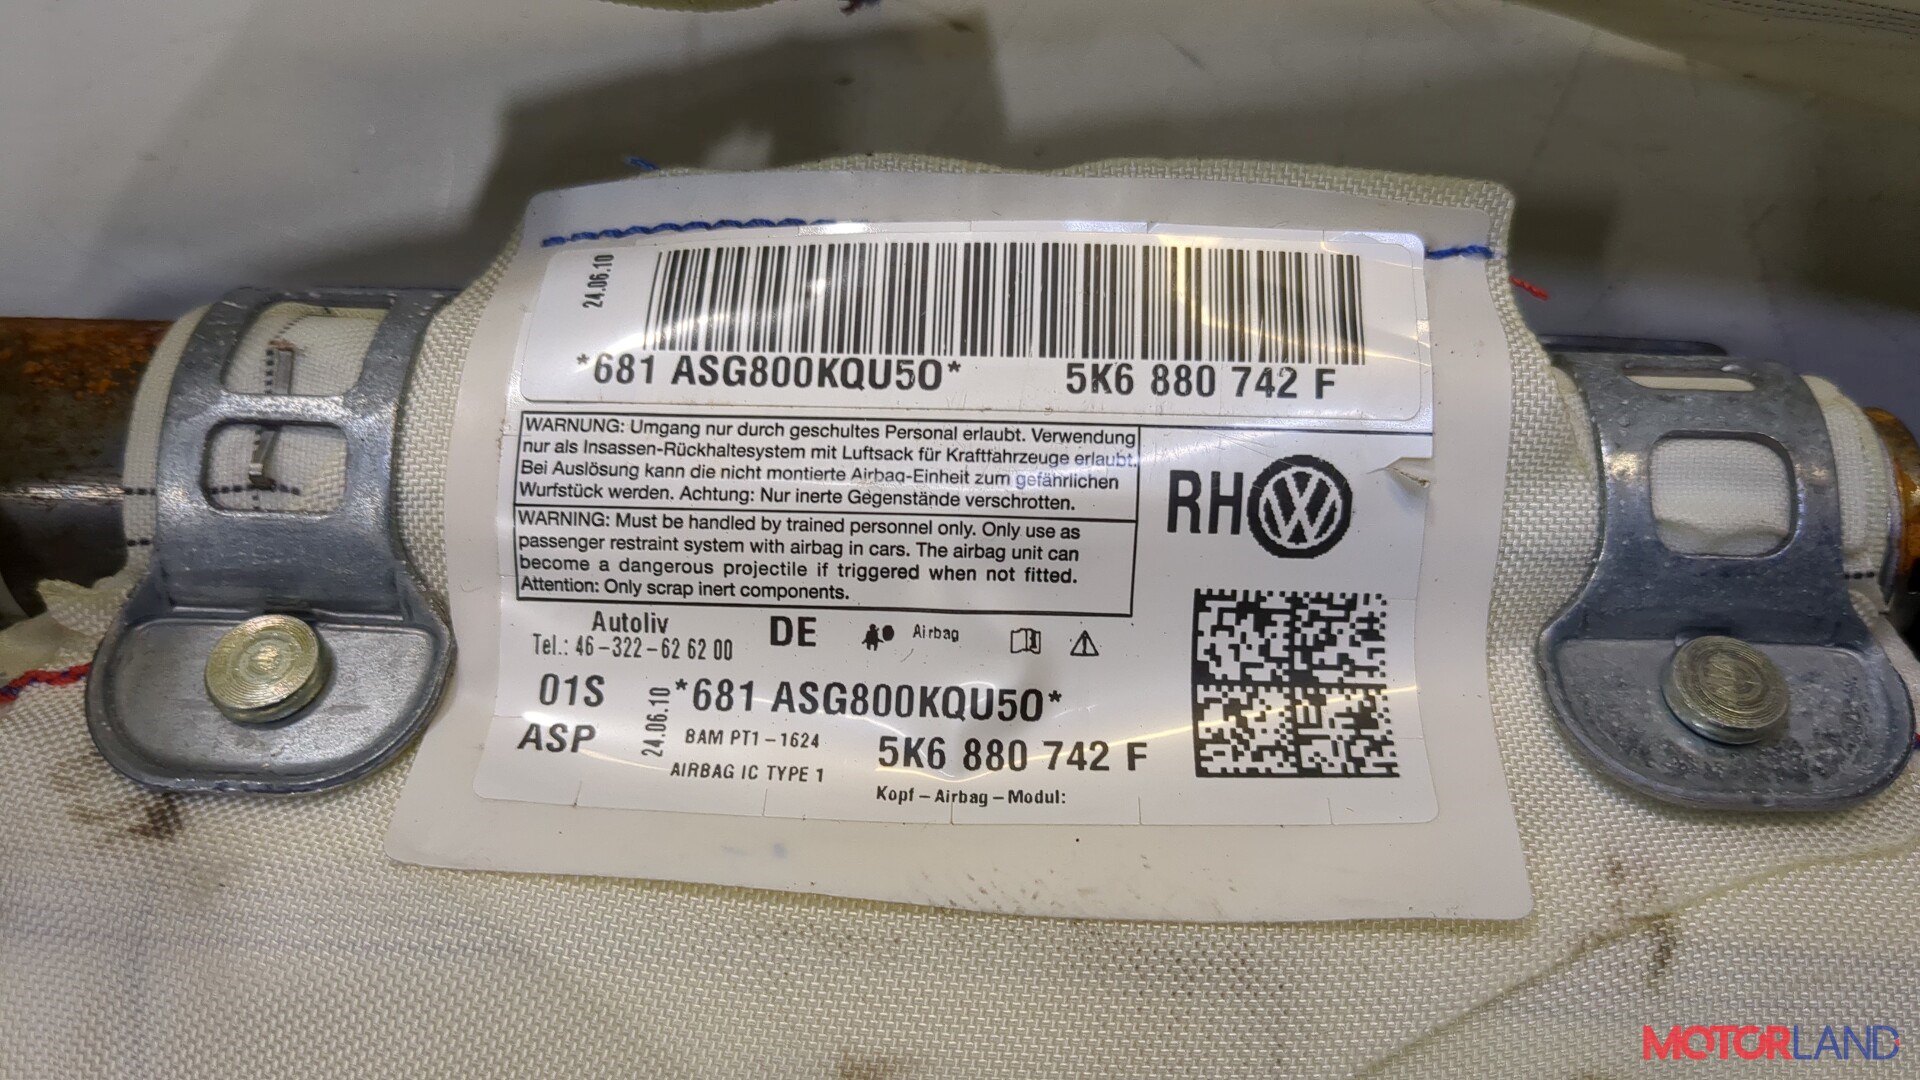 24.06.10
*681 ASG800KQU5O* 5K6 880 742 F
WARNUNG: Umgang nur durch geschultes Personal erlaubt. Verwendung
nur als Insassen-Rückhaltesystem mit Luftsack für Kraftfahrzeuge erlaubt.
Bei Auslösung kann die nicht montierte Airbag-Einheit zum gefährlichen
Wurfstück werden. Achtung: Nur inerte Gegenstände verschrotten.
WARNING: Must be handled by trained personnel only. Only use as
passenger restraint system with airbag in cars. The airbag unit can
become a dangerous projectile if triggered when not fitted.
Attention: Only scrap inert components.
RH
Autoliv
Tel.: 46-322-62 62 00
DE
Airbag
01S
ASP
24.06.10
*681 ASG800KQU5O*
BAM PT1-1624
5K6 880 742 F
AIRBAG IC TYPE 1
Kopf-Airbag-Modul:
MOTORLAND